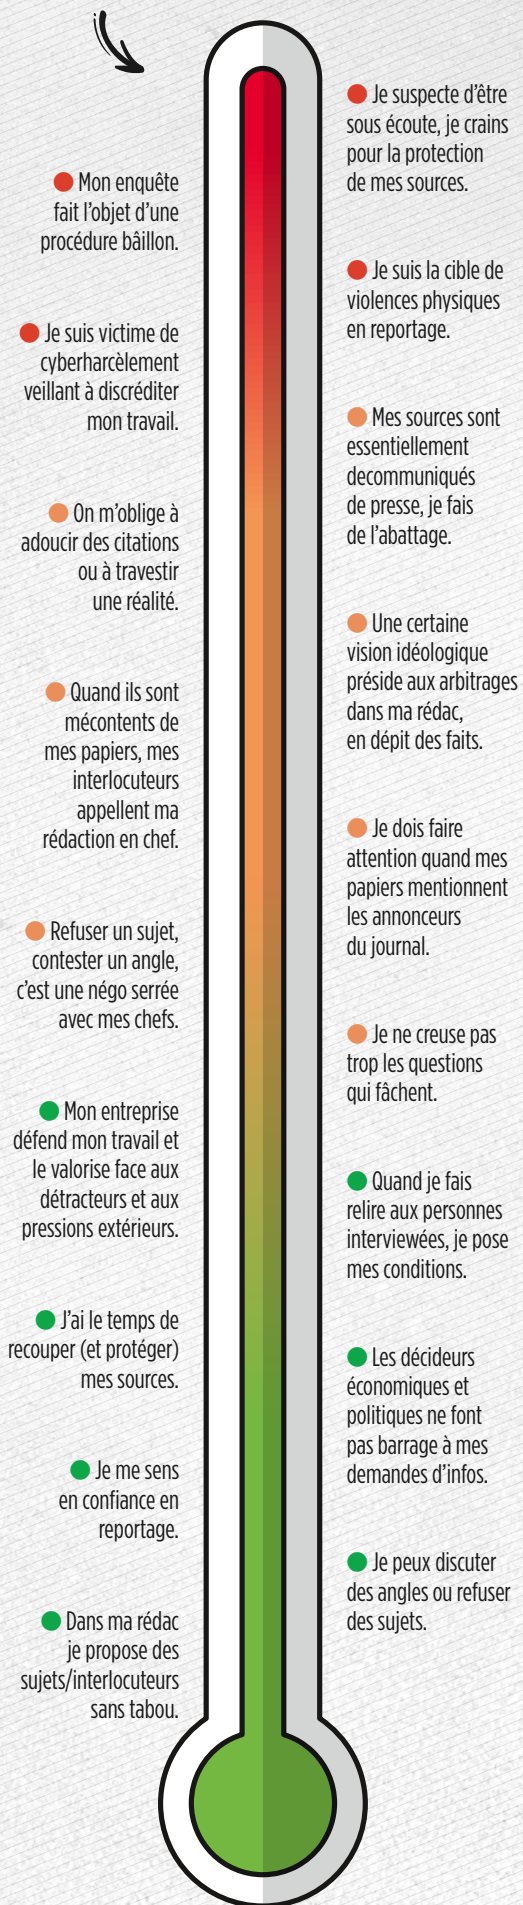 Mon enquête
fait l’objet d’une
procédure bâillon.
Je suis victime de
cyberharcèlement
veillant à discréditer
mon travail.
On m’oblige à
adoucir des citations
ou à travestir
une réalité.
Quand ils sont
mécontents de
mes papiers, mes
interlocuteurs
appellent ma
rédaction en chef.
Refuser un sujet,
contester un angle,
c’est une négo serrée
avec mes chefs.
Mon entreprise
défend mon travail et
le valorise face aux
détracteurs et aux
pressions extérieurs.
J’ai le temps de
recouper (et protéger)
mes sources.
Je me sens
en confiance en
reportage.
Dans ma rédac
je propose des
sujets/interlocuteurs
sans tabou.
Je suspecte d’être
sous écoute, je crains
pour la protection
de mes sources.
Je suis la cible de
violences physiques
en reportage.
Mes sources sont
essentiellement
decommuniqués
de presse, je fais
de l’abattage.
Une certaine
vision idéologique
préside aux arbitrages
dans ma rédac,
en dépit des faits.
Je dois faire
attention quand mes
papiers mentionnent
les annonceurs
du journal.
Je ne creuse pas
trop les questions
qui fâchent.
Quand je fais
relire aux personnes
interviewées, je pose
mes conditions.
Les décideurs
économiques et
politiques ne font
pas barrage à mes
demandes d’infos.
Je peux discuter
des angles ou refuser
des sujets.